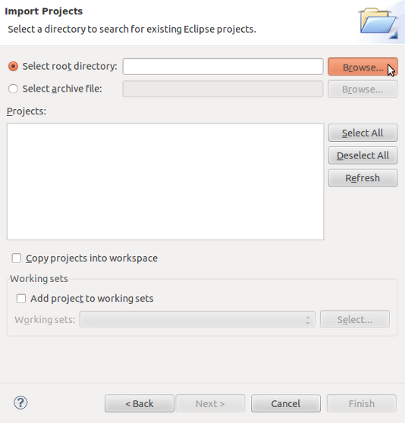 Import Projects
Select a directory to search for existing Eclipse projects.
Select root directory: Browse...
Select archive file: Browse...
Projects:
Select All
Deselect All
Refresh
Copy projects into workspace
Working sets
Add project to working sets
Working sets: Select...
? < Back Next > Cancel Finish